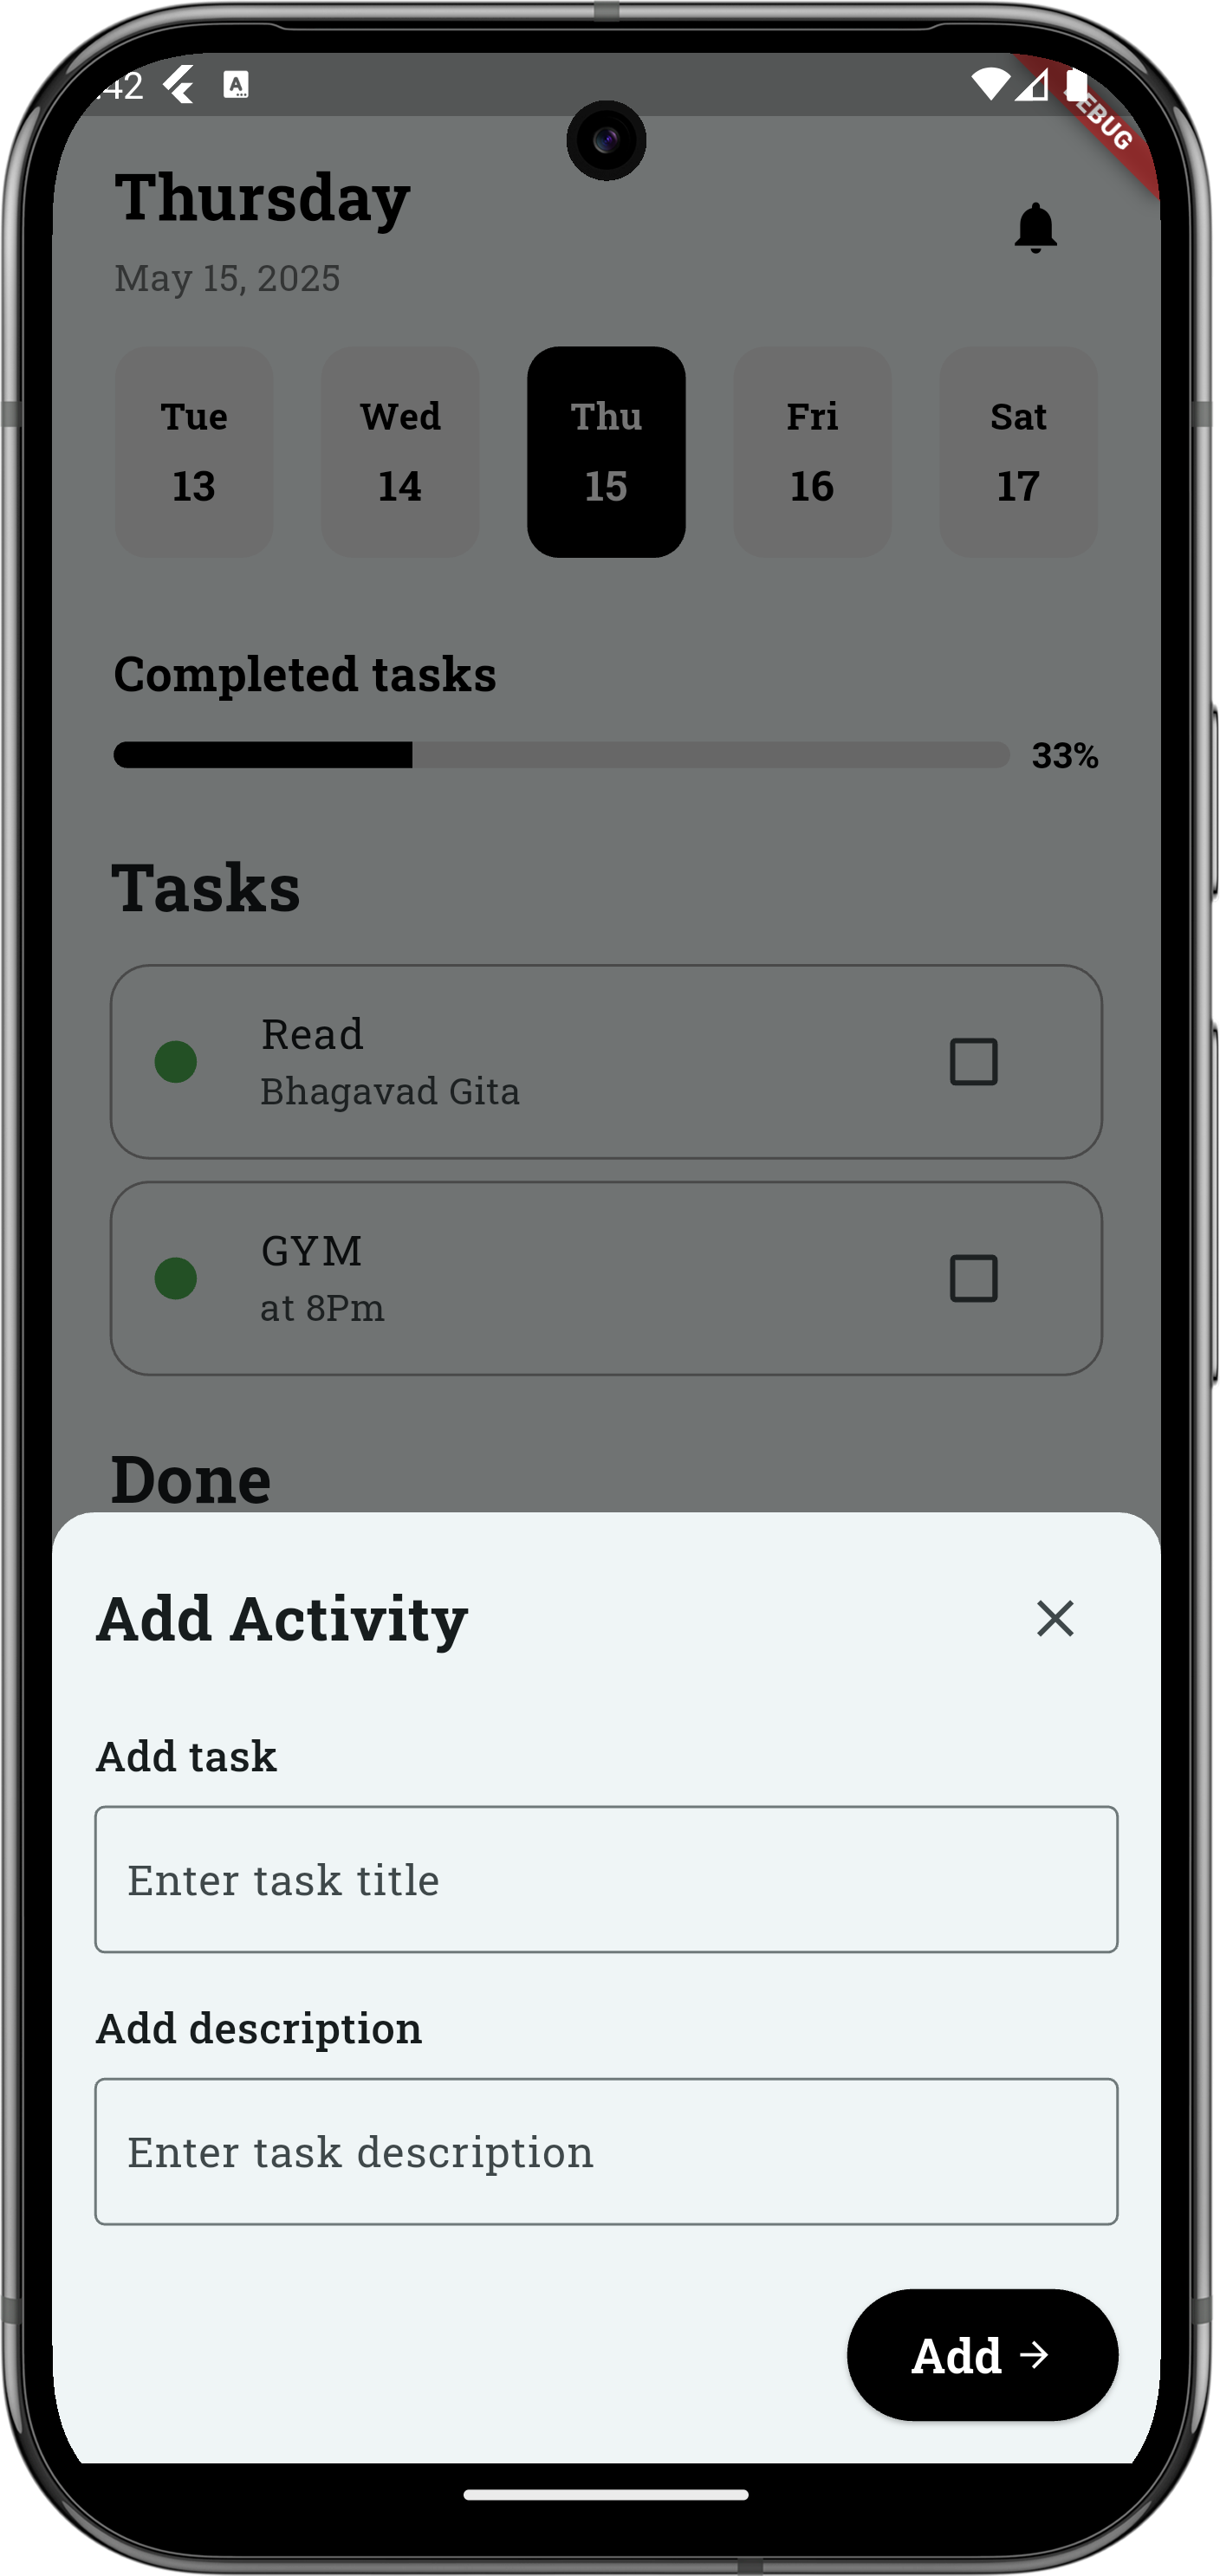 :42
DEBUG
Thursday
May 15, 2025
Tue
13
Wed
14
Thu
15
Fri
16
Sat
17
Completed tasks
33%
Tasks
Read
Bhagavad Gita
GYM
at 8Pm
Done
Add Activity
Add task
Enter task title
Add description
Enter task description
Add →